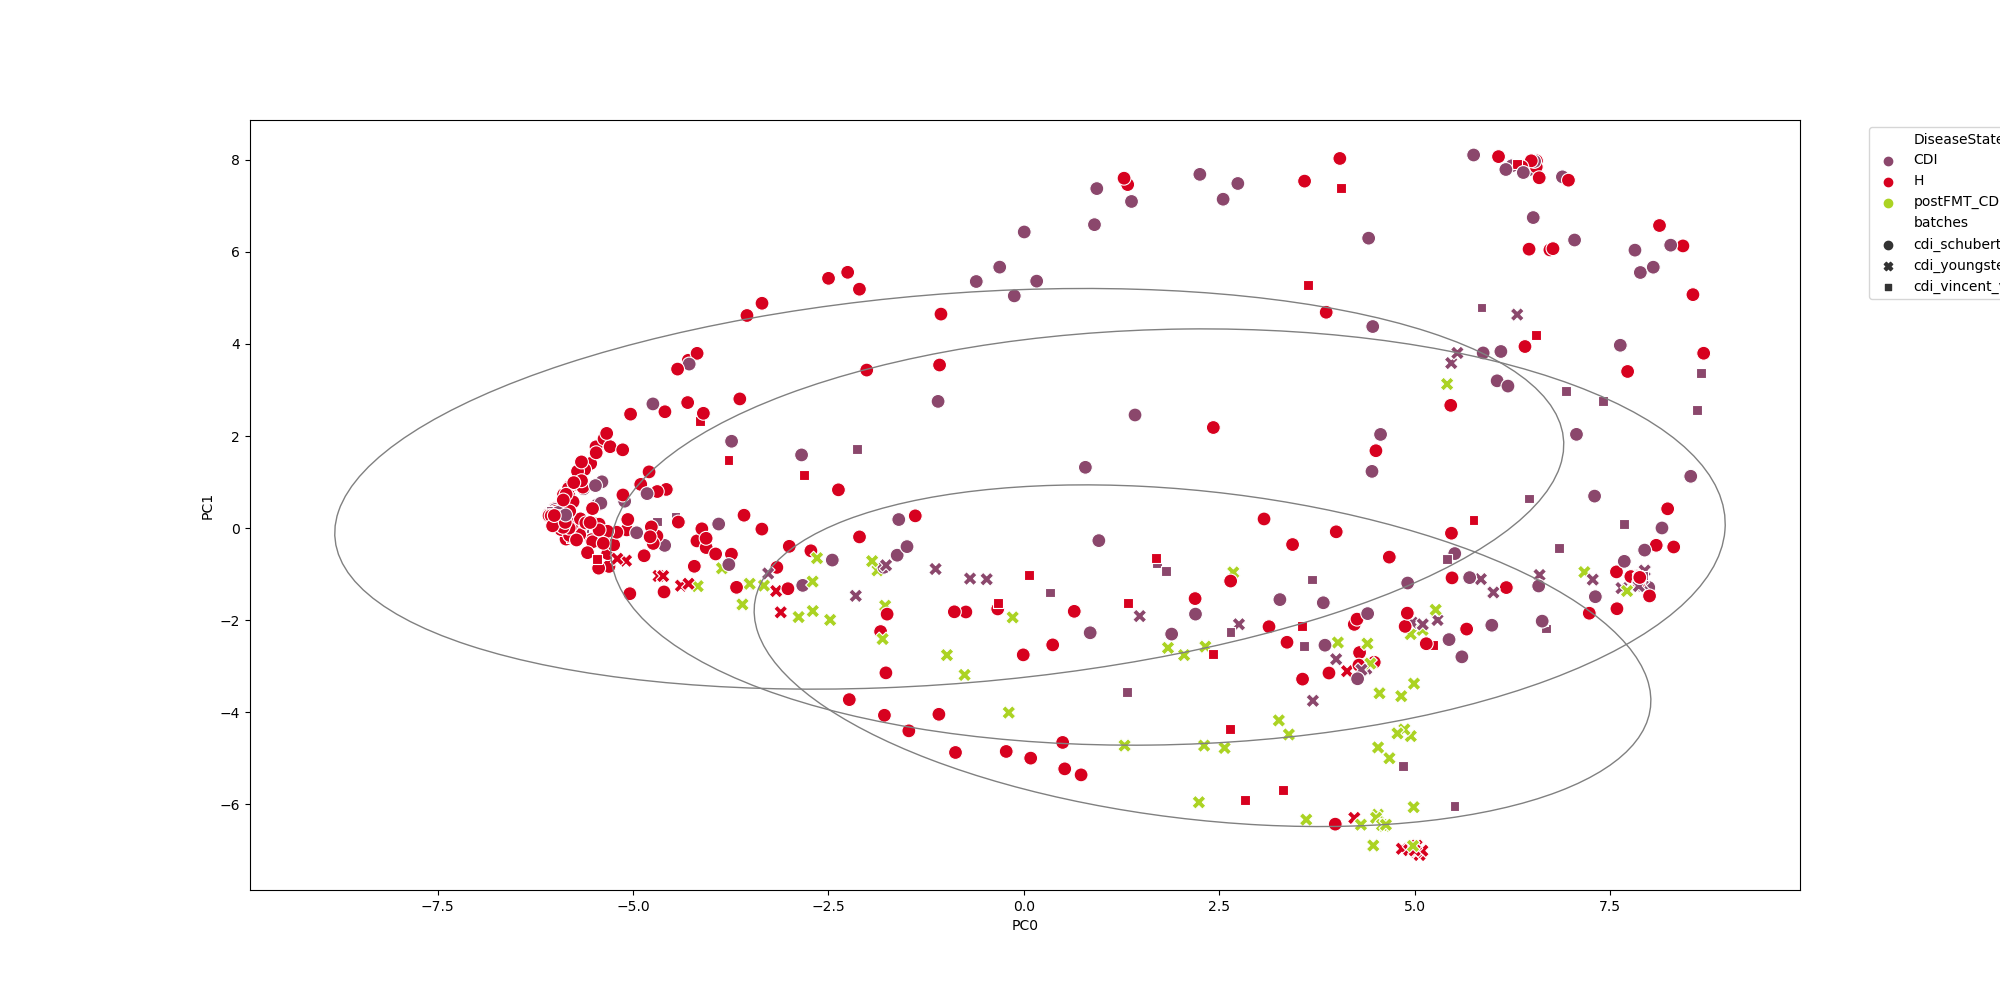 DiseaseState
CDI
H
postFMT_CD
batches
cdi_schubert
cdi_youngste
cdi_vincent_
8
6
4
2
0
−2
−4
−6
PC1
−7.5 −5.0 −2.5 0.0 2.5 5.0 7.5
PC0